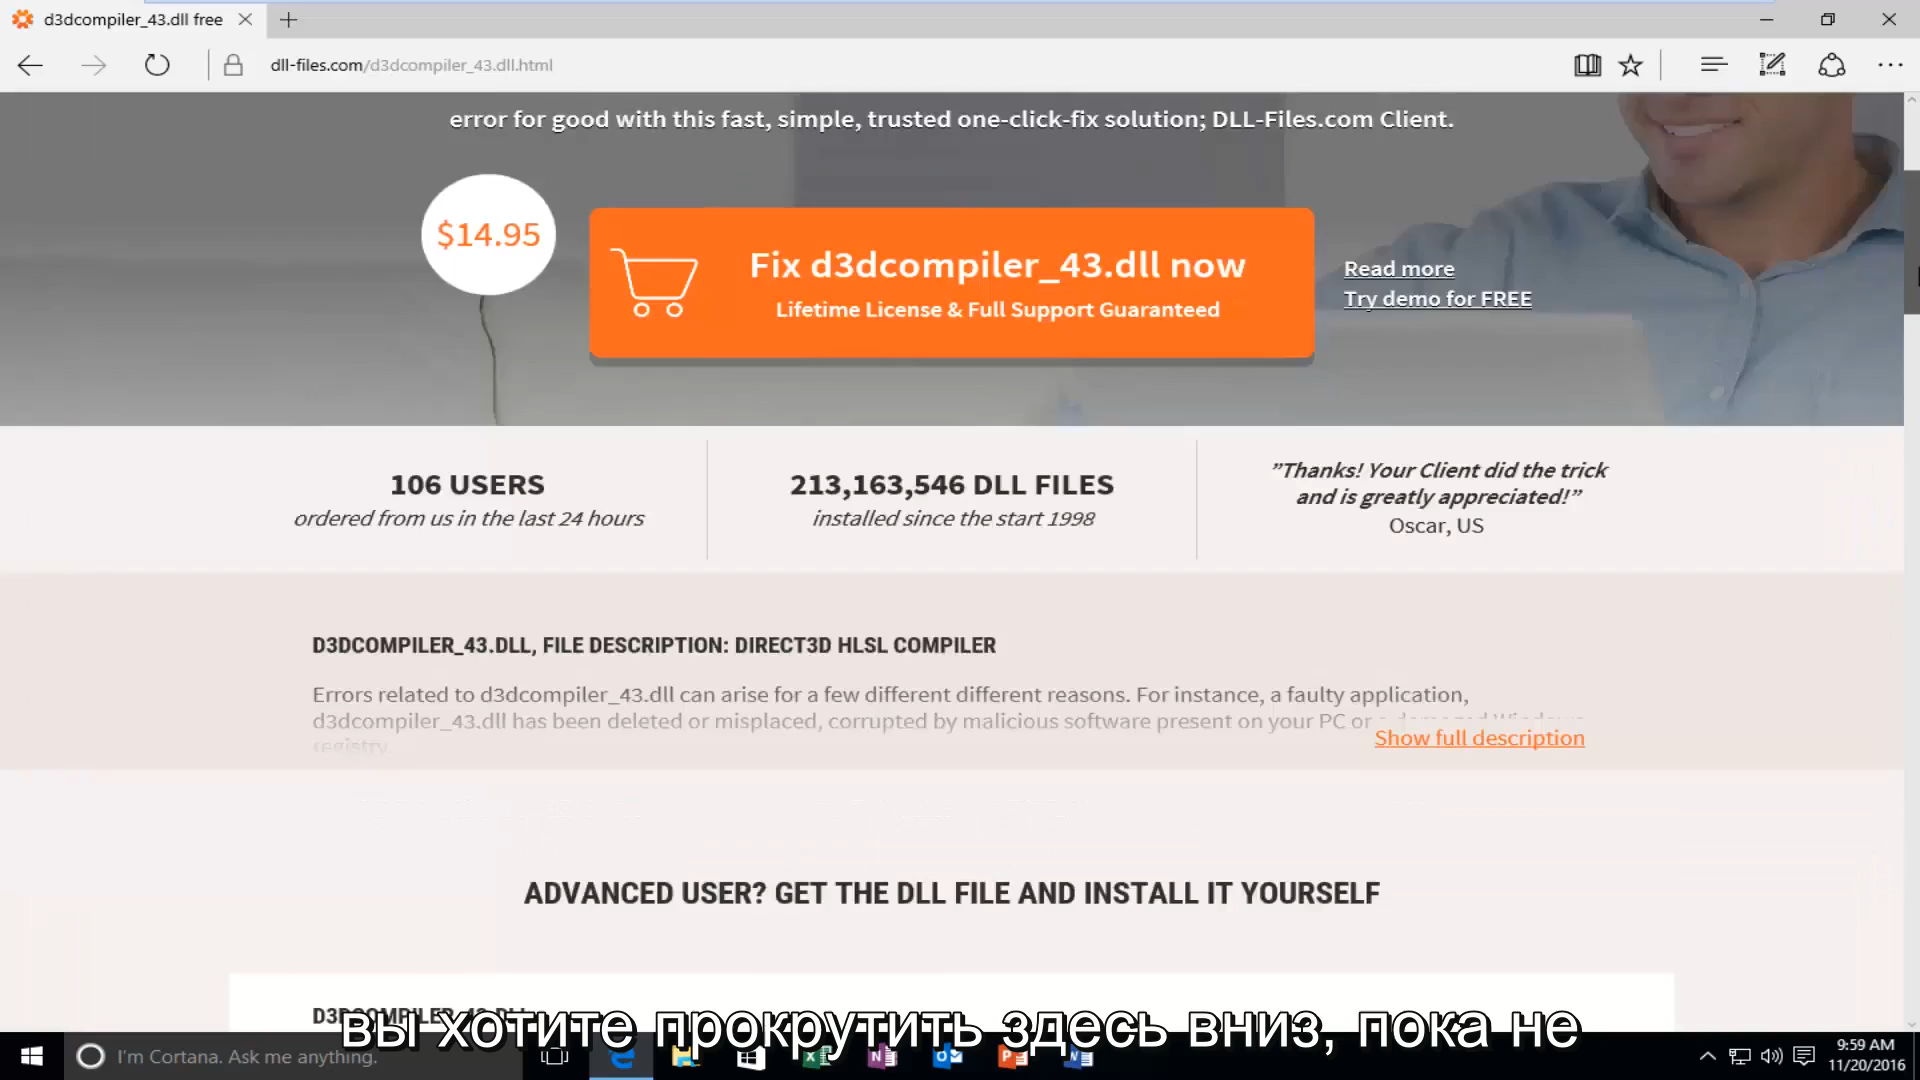 d3dcompiler_43.dll free
dll-files.com/d3dcompiler_43.dll.html
error for good with this fast, simple, trusted one-click-fix solution; DLL-Files.com Client.
$14.95
Fix d3dcompiler_43.dll now
Lifetime License & Full Support Guaranteed
Read more
Try demo for FREE
106 USERS
ordered from us in the last 24 hours
213,163,546 DLL FILES
installed since the start 1998
”Thanks! Your Client did the trick
and is greatly appreciated!”
Oscar, US
D3DCOMPILER_43.DLL, FILE DESCRIPTION: DIRECT3D HLSL COMPILER
Errors related to d3dcompiler_43.dll can arise for a few different different reasons. For instance, a faulty application,
d3dcompiler_43.dll has been deleted or misplaced, corrupted by malicious software present on your PC or a damaged Windows
registry
Show full description
ADVANCED USER? GET THE DLL FILE AND INSTALL IT YOURSELF
D3DCOMPILER_43.DLL
вы хотите прокрутить здесь вниз, пока не
I'm Cortana. Ask me anything.
9:59 AM
11/20/2016